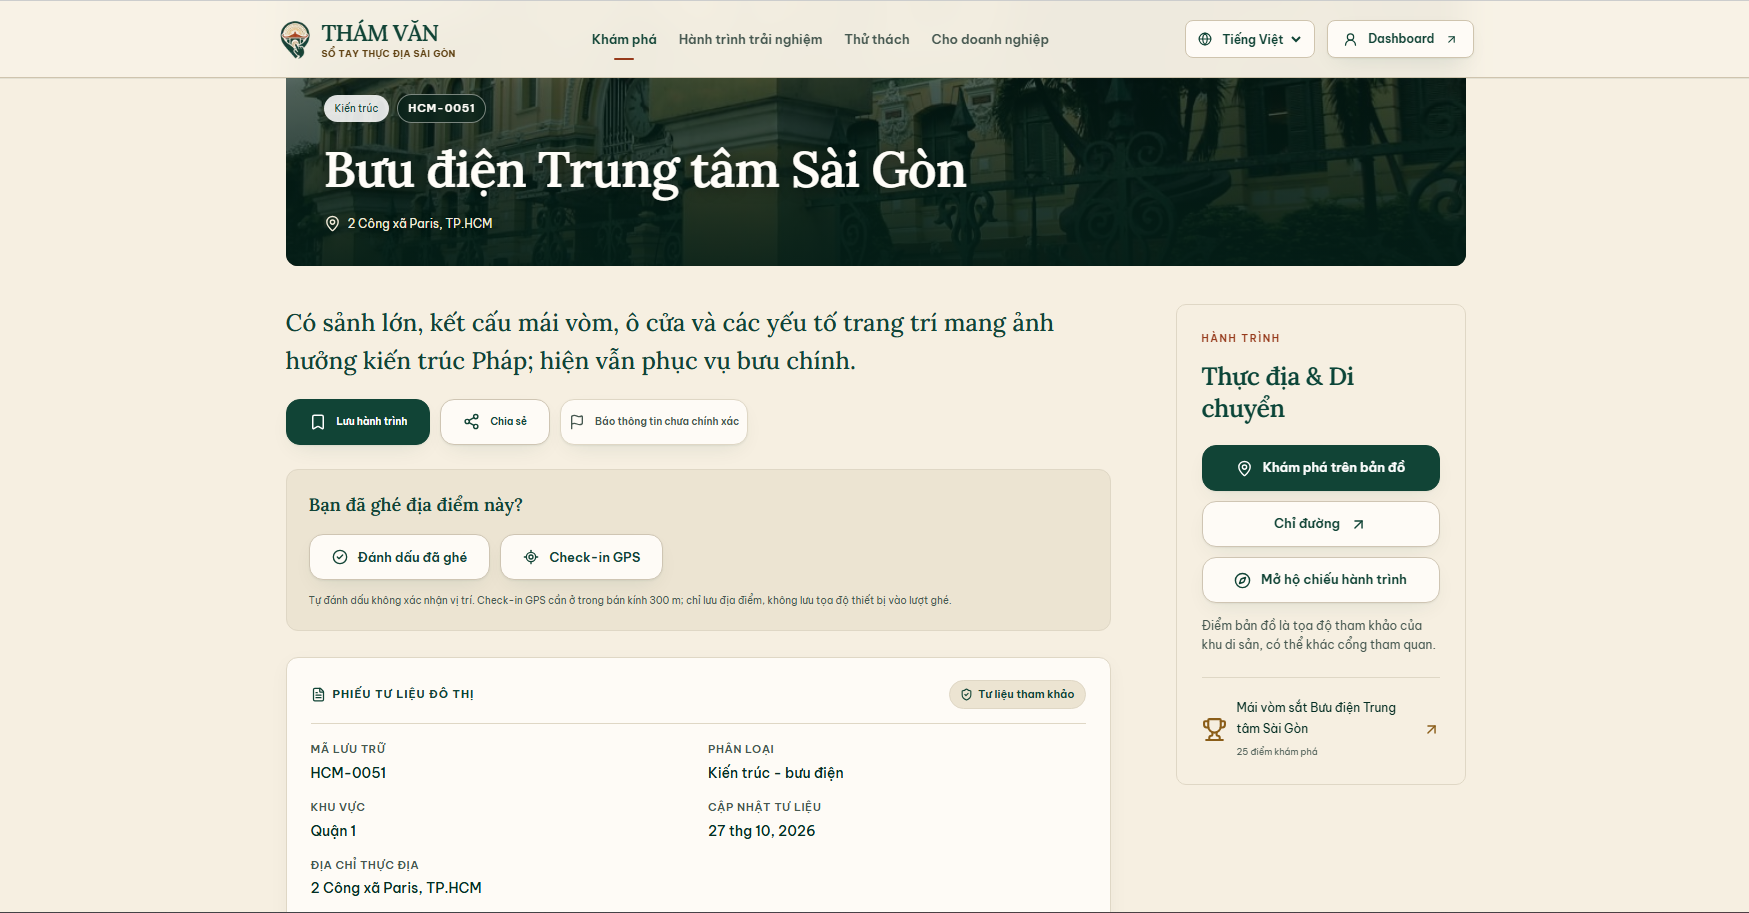 THÁM VĂN
SỔ TAY THỰC ĐỊA SÀI GÒN
Khám phá
Hành trình trải nghiệm
Thử thách
Cho doanh nghiệp
Tiếng Việt
Dashboard
Kiến trúc
HCM-0051
Bưu điện Trung tâm Sài Gòn
2 Công xã Paris, TP.HCM
Có sảnh lớn, kết cấu mái vòm, ô cửa và các yếu tố trang trí mang ảnh
hưởng kiến trúc Pháp; hiện vẫn phục vụ bưu chính.
Lưu hành trình
Chia sẻ
Báo thông tin chưa chính xác
Bạn đã ghé địa điểm này?
Đánh dấu đã ghé
Check-in GPS
Tự đánh dấu không xác nhận vị trí. Check-in GPS cần ở trong bán kính 300 m; chỉ lưu địa điểm, không lưu tọa độ thiết bị vào lượt ghé.
PHIẾU TƯ LIỆU ĐÔ THỊ
Tư liệu tham khảo
MÃ LƯU TRỮ
HCM-0051
PHÂN LOẠI
Kiến trúc - bưu điện
KHU VỰC
Quận 1
CẬP NHẬT TƯ LIỆU
27 thg 10, 2026
ĐỊA CHỈ THỰC ĐỊA
2 Công xã Paris, TP.HCM
HÀNH TRÌNH
Thực địa & Di
chuyển
Khám phá trên bản đồ
Chỉ đường
Mở hộ chiếu hành trình
Điểm bản đồ là tọa độ tham khảo của
khu di sản, có thể khác cổng tham quan.
Mái vòm sắt Bưu điện Trung
tâm Sài Gòn
25 điểm khám phá